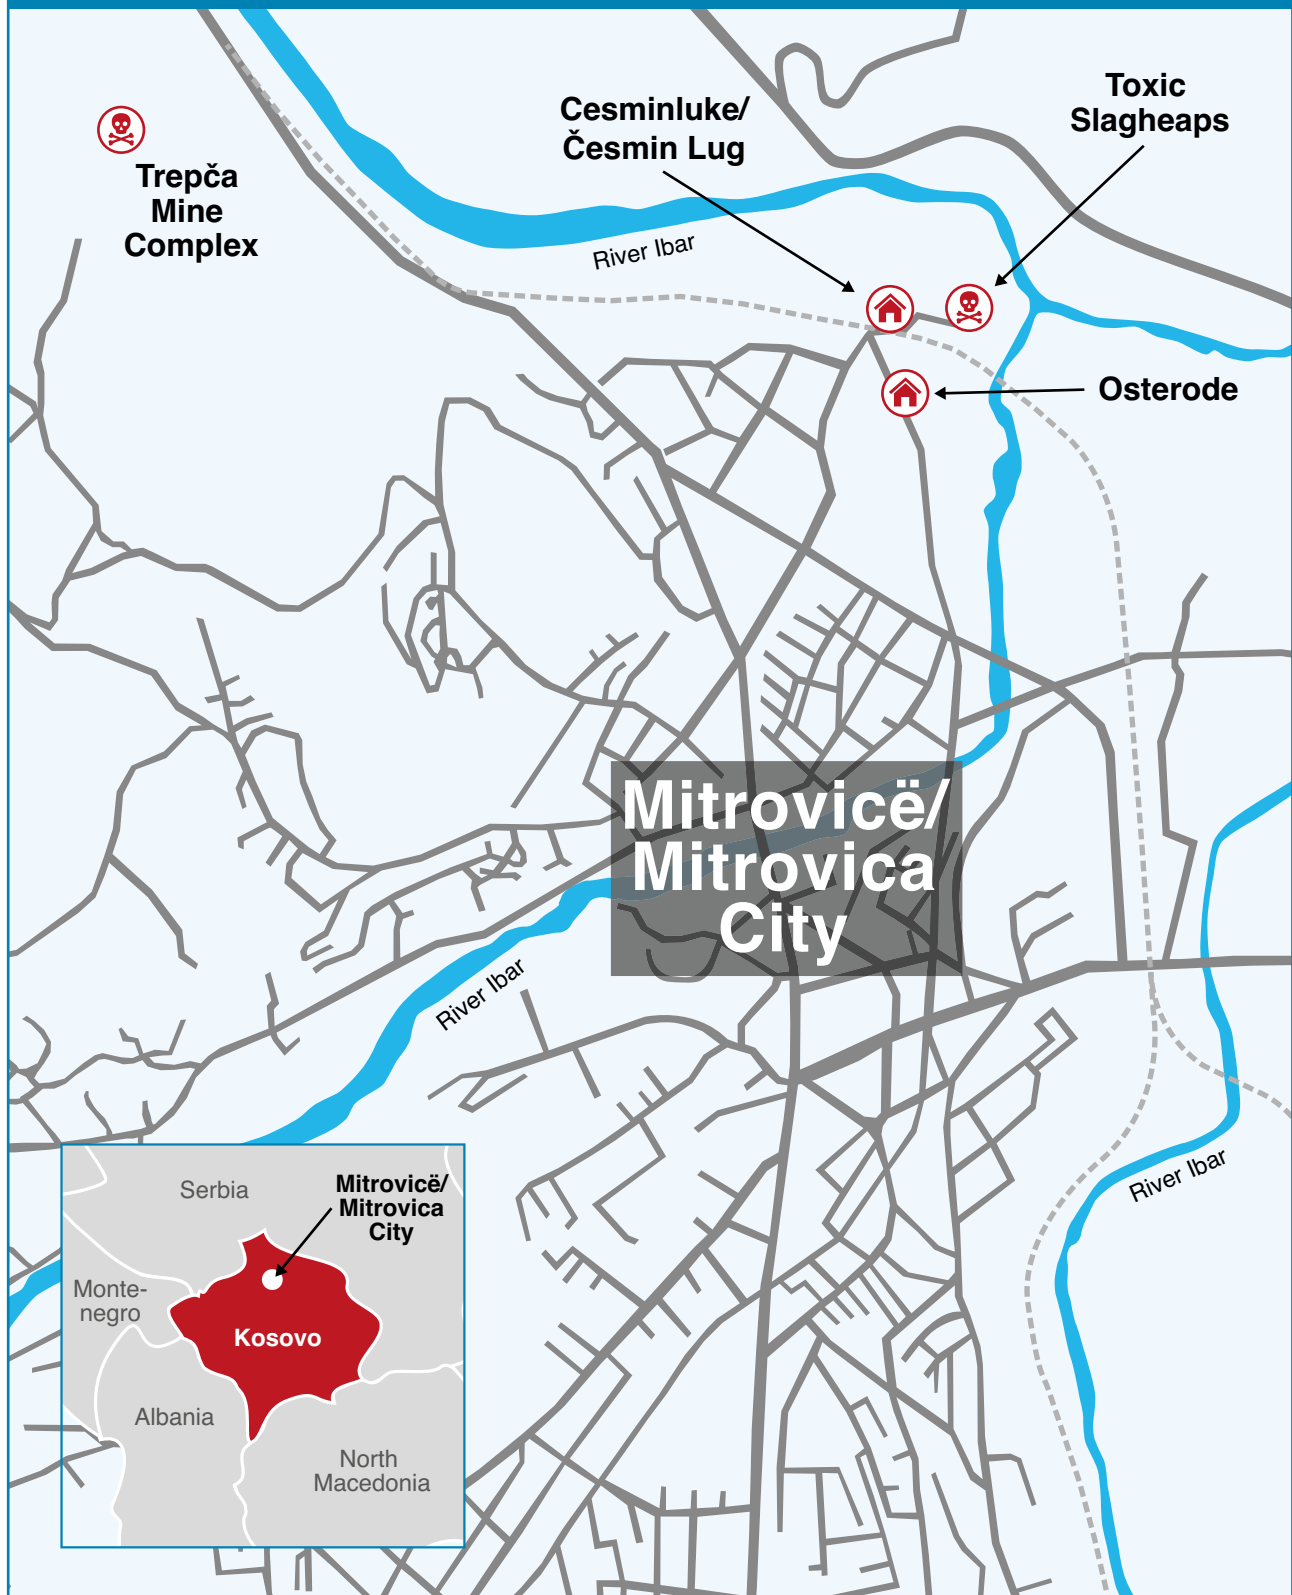 Toxic
Slagheaps
Cesminluke/
Česmin Lug
Trepča
Mine
Complex
River Ibar
Osterode
Mitrovicë/
Mitrovica
City
River Ibar
River Ibar
Serbia
Mitrovicë/
Mitrovica
City
Monte-
negro
Kosovo
Albania
North
Macedonia